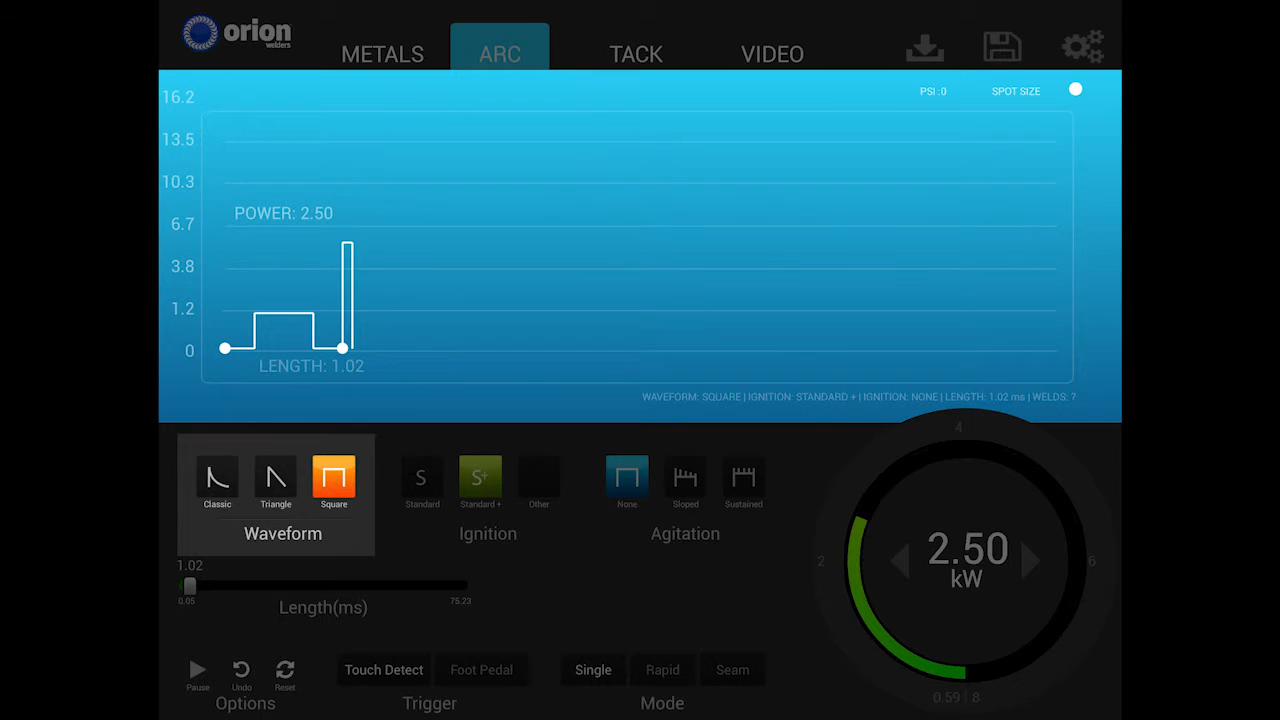 orion
welders
METALS
ARC
TACK
VIDEO
PSI :0
SPOT SIZE
16.2
13.5
10.3
6.7
3.8
1.2
0
POWER: 2.50
LENGTH: 1.02
WAVEFORM: SQUARE | IGNITION: STANDARD + | IGNITION: NONE | LENGTH: 1.02 ms | WELDS: ?
Classic
Triangle
Square
Waveform
S
Standard
S+
Standard +
Other
Ignition
None
Sloped
Sustained
Agitation
1.02
0.05
75.23
Length(ms)
Pause
Undo
Reset
Options
Touch Detect
Foot Pedal
Trigger
Single
Rapid
Seam
Mode
4
2
6
2.50
kW
0.59 | 8